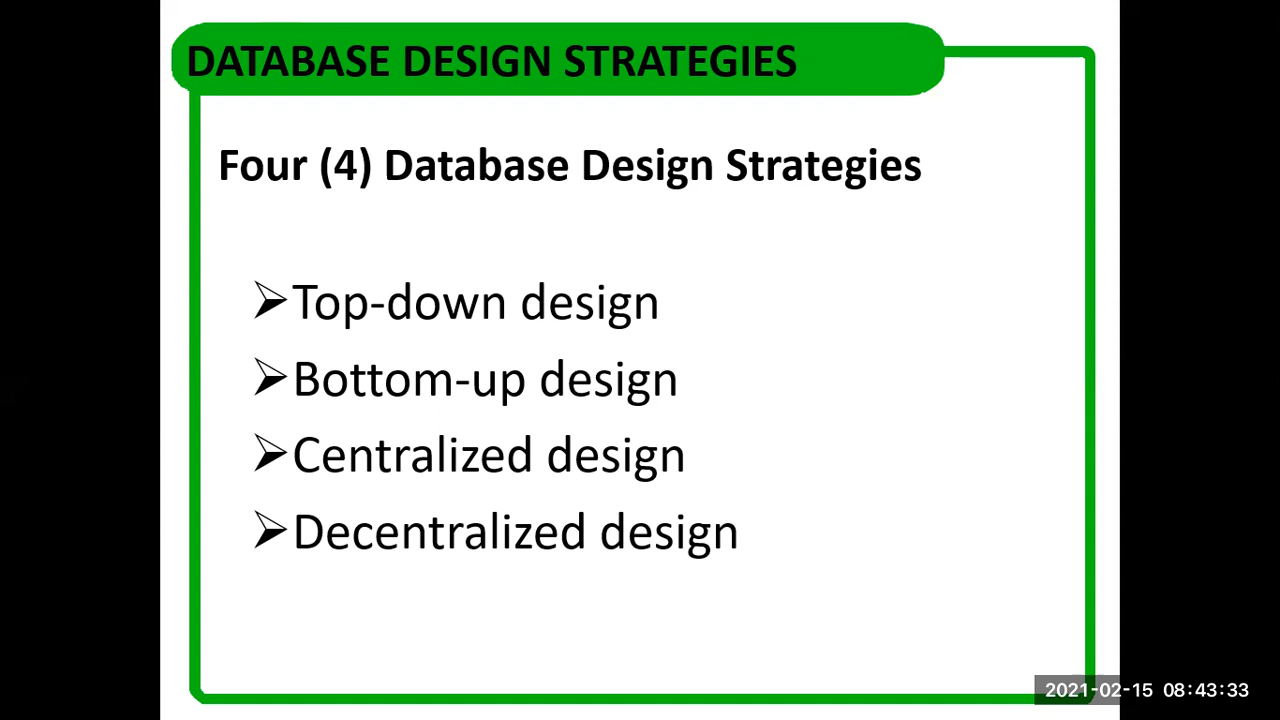 DATABASE DESIGN STRATEGIES
Four (4) Database Design Strategies
➢Top-down design
➢Bottom-up design
➢Centralized design
➢Decentralized design
2021-02-15 08:43:33